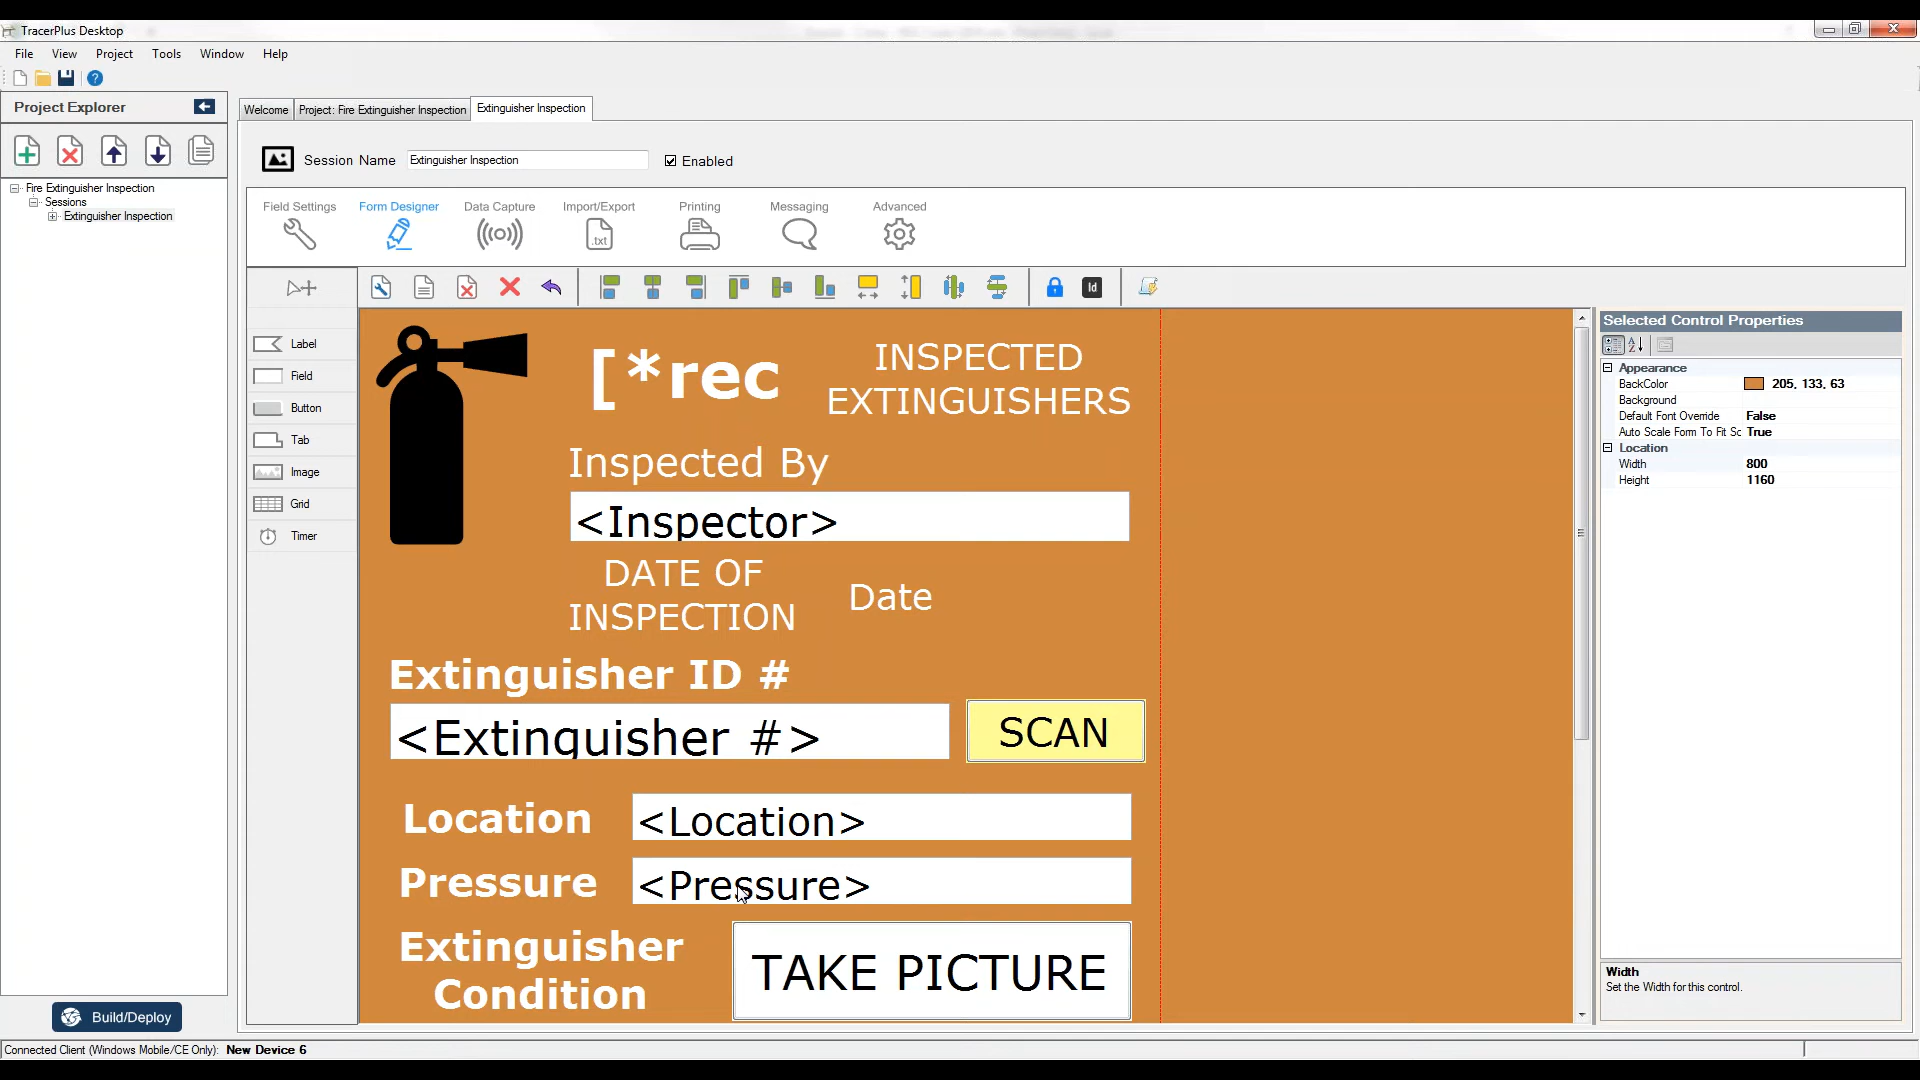 TracerPlus Desktop
File View Project Tools Window Help
Project Explorer
Welcome Project: Fire Extinguisher Inspection Extinguisher Inspection
Session Name Extinguisher Inspection Enabled
Fire Extinguisher Inspection
Sessions
Extinguisher Inspection
Field Settings Form Designer Data Capture Import/Export Printing Messaging Advanced
.txt
Id
Label
Field
Button
Tab
Image
Grid
Timer
[*rec
INSPECTED
EXTINGUISHERS
Inspected By
<Inspector>
DATE OF
INSPECTION
Date
Extinguisher ID #
<Extinguisher #>
SCAN
Location <Location>
Pressure <Pressure>
Extinguisher
Condition
TAKE PICTURE
Selected Control Properties
Appearance
BackColor 205, 133, 63
Background
Default Font Override False
Auto Scale Form To Fit Sc True
Location
Width 800
Height 1160
Width
Set the Width for this control.
Build/Deploy
Connected Client (Windows Mobile/CE Only): New Device 6